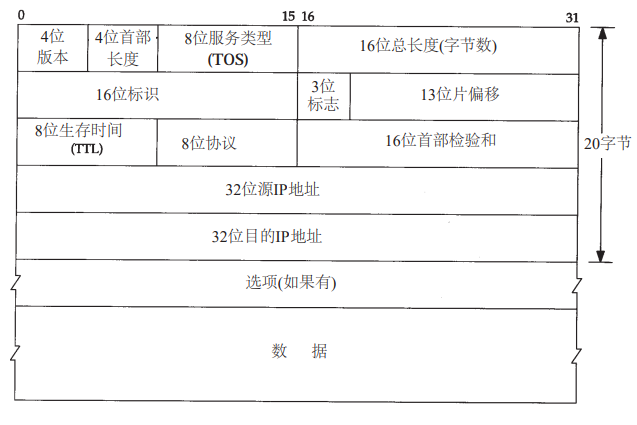 0 15 16 31
4位 4位首部 8位服务类型 16位总长度(字节数)
版本 长度 (TOS)
16位标识 3位 13位片偏移
标志
8位生存时间 8位协议 16位首部检验和
(TTL)
20字节
32位源IP地址
32位目的IP地址
选项(如果有)
数 据